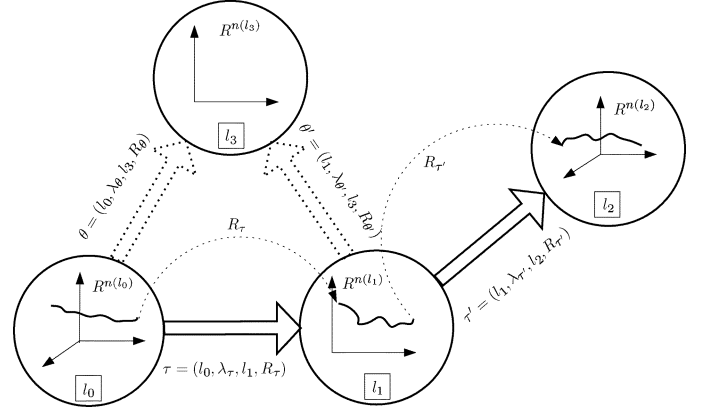 R^{n(l_3)}
l_3
R^{n(l_2)}
l_2
θ = (l_0, λ_θ, l_3, R_θ)
θ′ = (l_1, λ_{θ′}, l_3, R_{θ′})
R_{τ′}
R_τ
R^{n(l_0)}
R^{n(l_1)}
τ′ = (l_1, λ_{τ′}, l_2, R_{τ′})
τ = (l_0, λ_τ, l_1, R_τ)
l_0
l_1